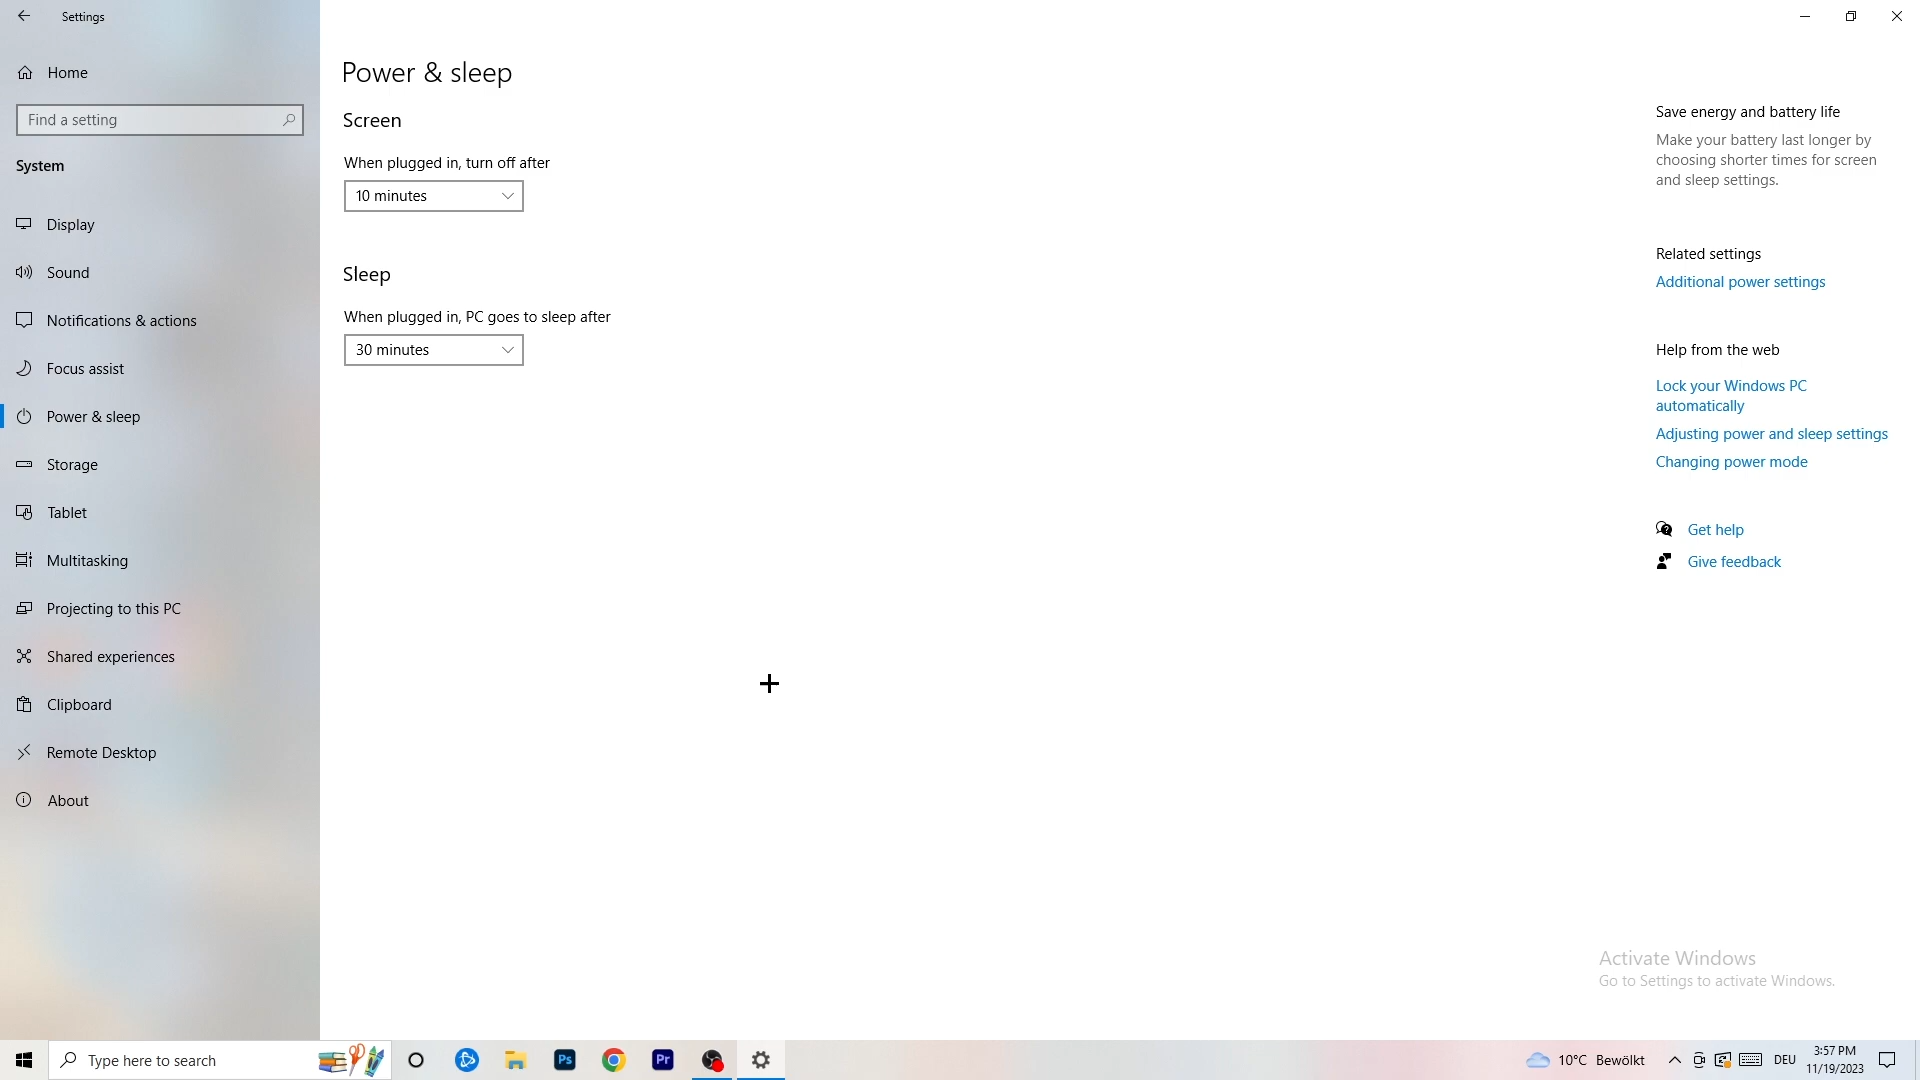 Settings
Home
Find a setting
System
Display
Sound
Notifications & actions
Focus assist
Power & sleep
Storage
Tablet
Multitasking
Projecting to this PC
Shared experiences
Clipboard
Remote Desktop
About
Power & sleep
Screen
When plugged in, turn off after
10 minutes
Sleep
When plugged in, PC goes to sleep after
30 minutes
Save energy and battery life
Make your battery last longer by
choosing shorter times for screen
and sleep settings.
Related settings
Additional power settings
Help from the web
Lock your Windows PC
automatically
Adjusting power and sleep settings
Changing power mode
Get help
Give feedback
Activate Windows
Go to Settings to activate Windows.
Type here to search
Ps
Pr
10°C Bewölkt
DEU
3:57 PM
11/19/2023